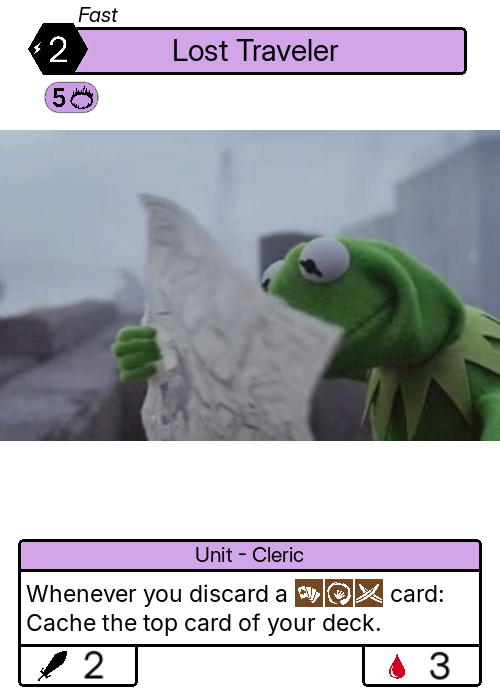 Fast
2
Lost Traveler
5
Unit - Cleric
Whenever you discard a card:
Cache the top card of your deck.
2
3